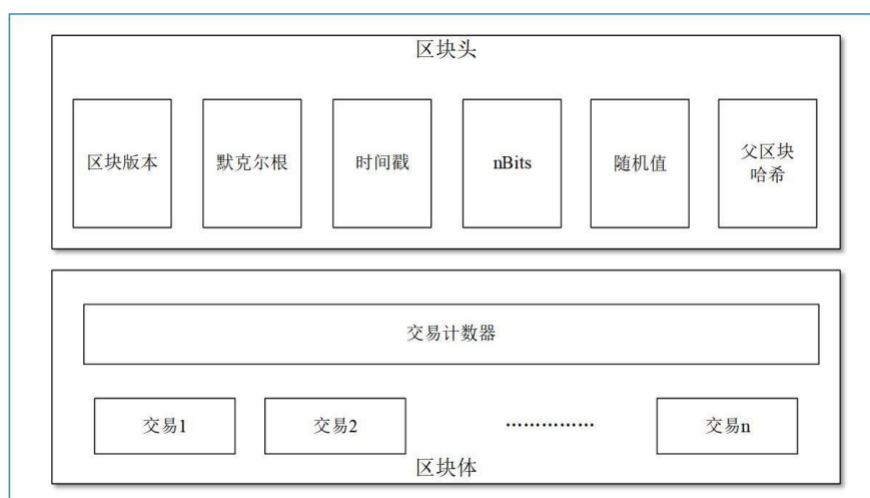 区块头
区块版本
默克尔根
时间戳
nBits
随机值
父区块
哈希
交易计数器
交易1
交易2
……………
交易n
区块体